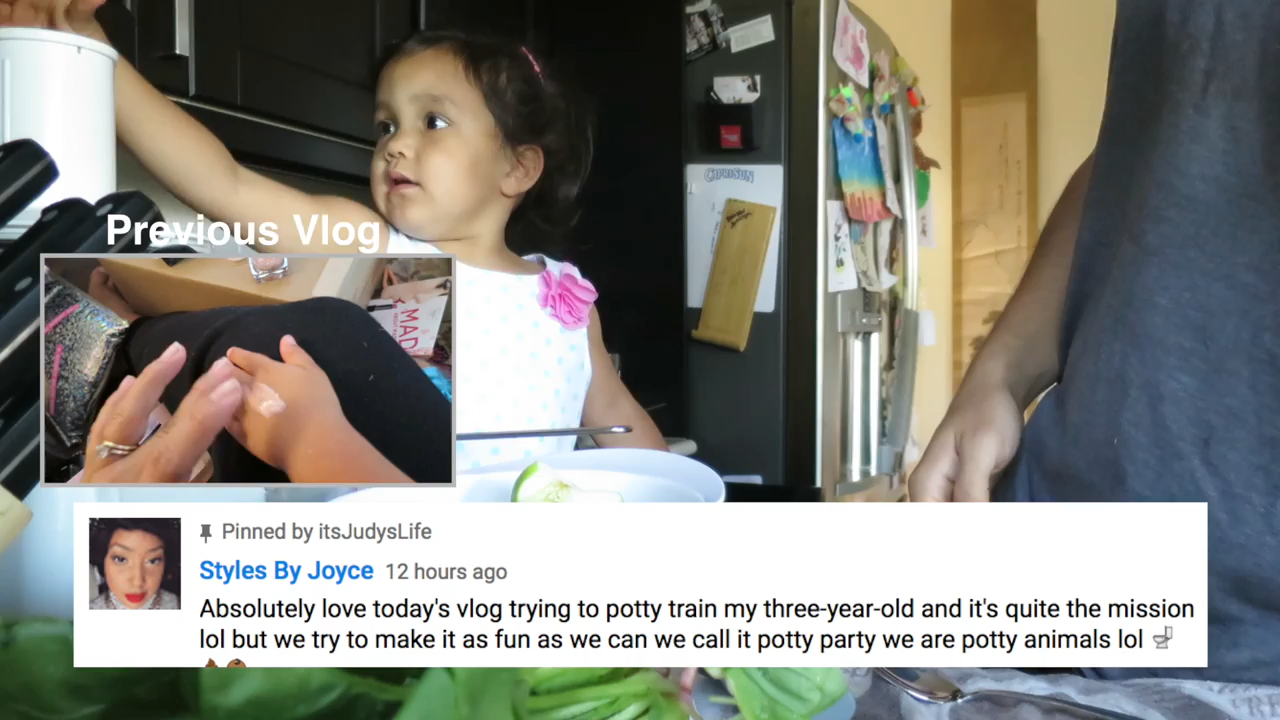 CAPRISUN
Previous Vlog
MAD
Pinned by itsJudysLife
Styles By Joyce 12 hours ago
Absolutely love today's vlog trying to potty train my three-year-old and it's quite the mission
lol but we try to make it as fun as we can we call it potty party we are potty animals lol 🚽